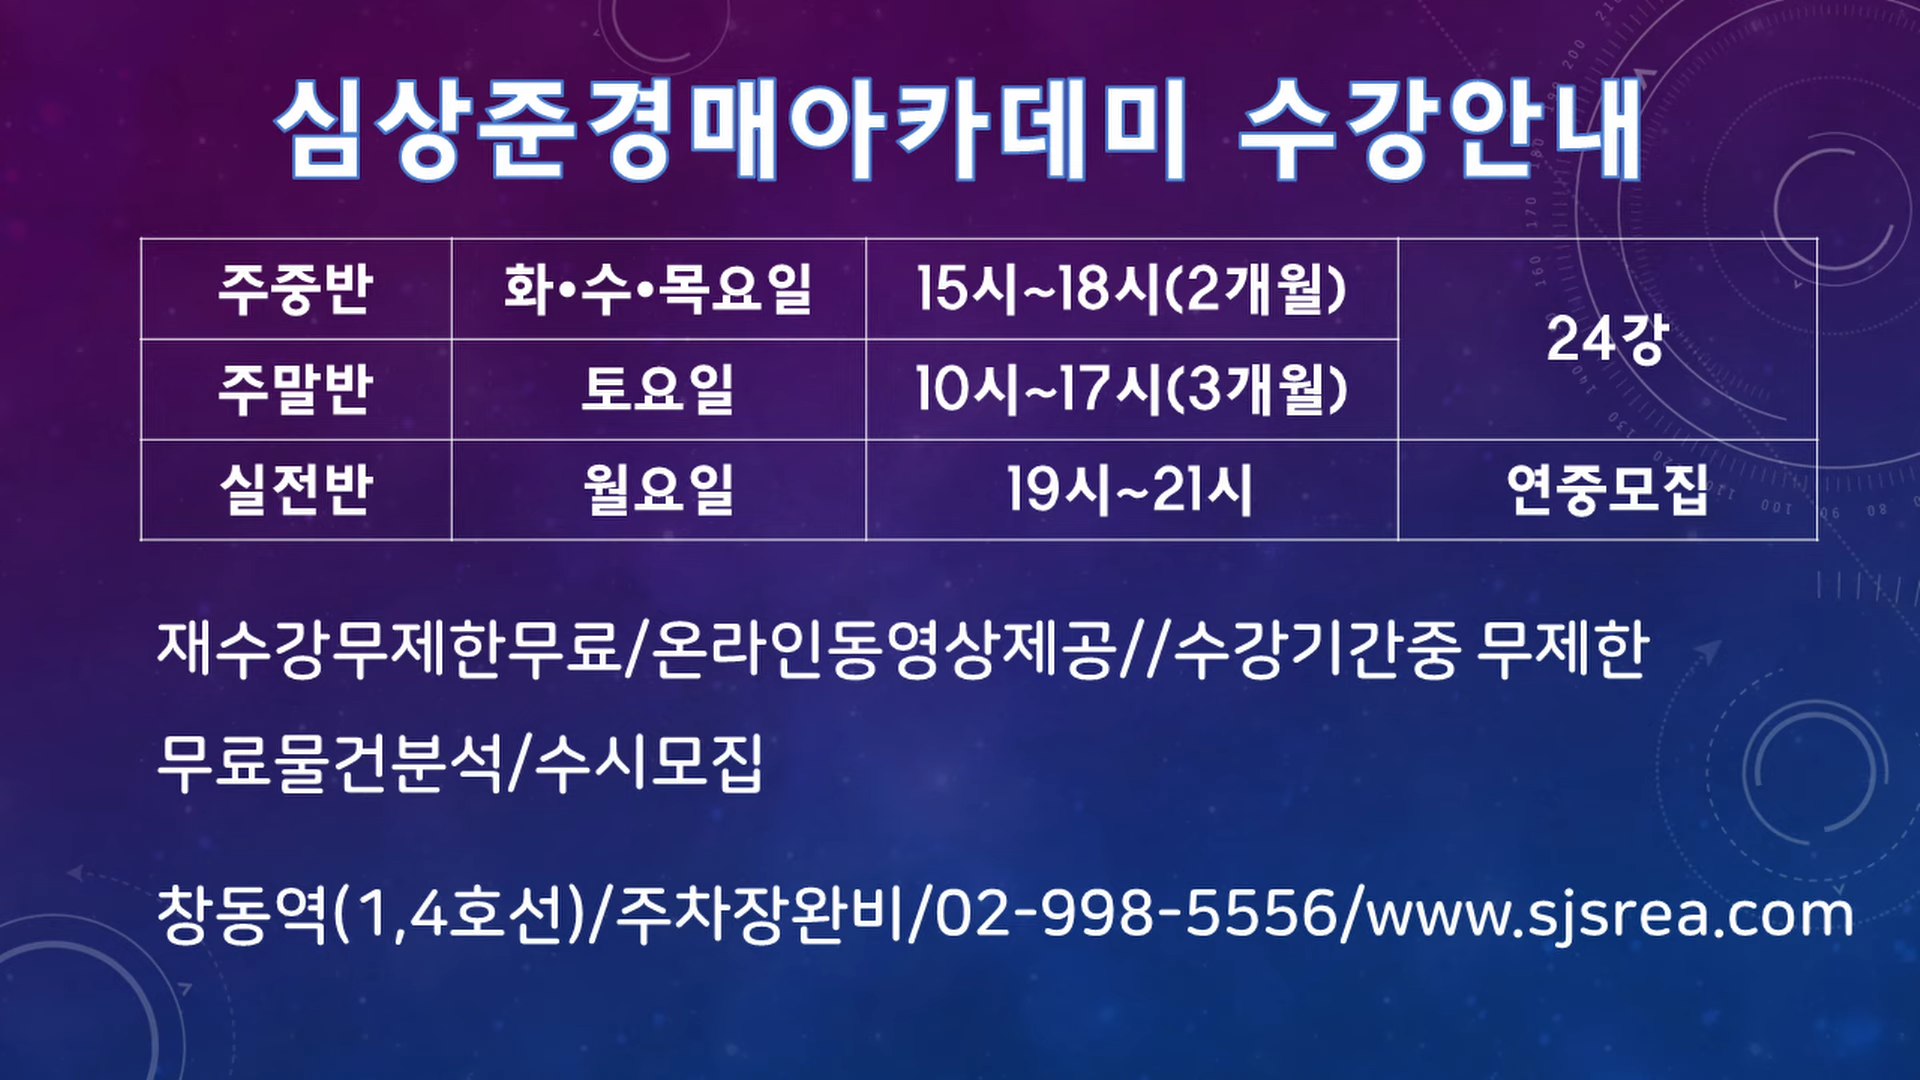 심상준경매아카데미 수강안내
주중반 화•수•목요일 15시~18시(2개월) 24강
주말반 토요일 10시~17시(3개월)
실전반 월요일 19시~21시 연중모집
재수강무제한무료/온라인동영상제공//수강기간중 무제한
무료물건분석/수시모집
창동역(1,4호선)/주차장완비/02-998-5556/www.sjsrea.com